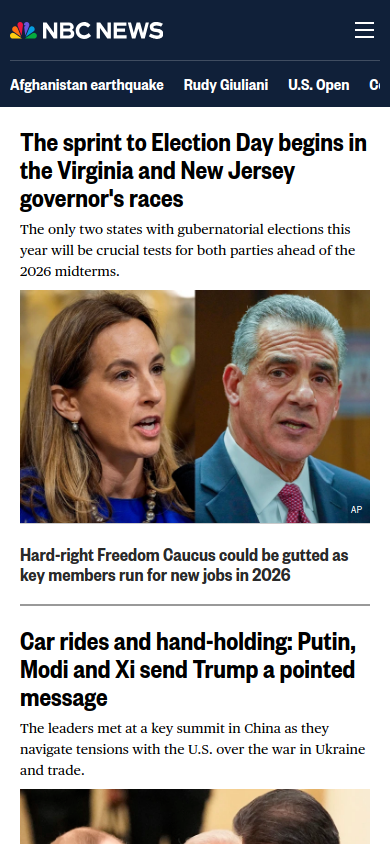 NBC NEWS
Afghanistan earthquake Rudy Giuliani U.S. Open
The sprint to Election Day begins in
the Virginia and New Jersey
governor's races
The only two states with gubernatorial elections this
year will be crucial tests for both parties ahead of the
2026 midterms.
AP
Hard-right Freedom Caucus could be gutted as
key members run for new jobs in 2026
Car rides and hand-holding: Putin,
Modi and Xi send Trump a pointed
message
The leaders met at a key summit in China as they
navigate tensions with the U.S. over the war in Ukraine
and trade.